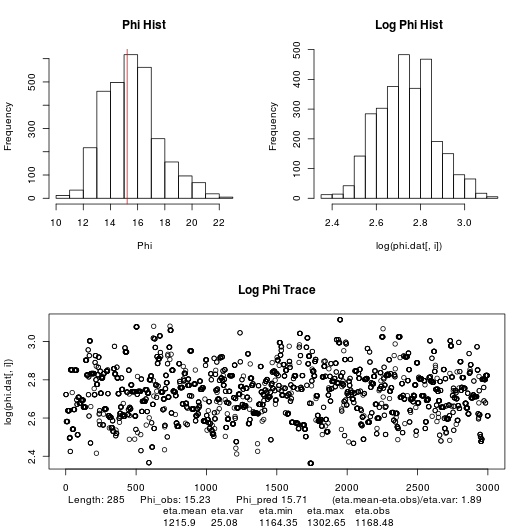 Phi Hist
Log Phi Hist
Frequency
0 100 300 500
10 12 14 16 18 20 22
Phi
Frequency
0 100 200 300 400 500
2.4 2.6 2.8 3.0
log(phi.dat[, i])
Log Phi Trace
log(phi.dat[, i])
2.4 2.6 2.8 3.0
0 500 1000 1500 2000 2500 3000
Length: 285 Phi_obs: 15.23 Phi_pred 15.71 (eta.mean-eta.obs)/eta.var: 1.89
eta.mean eta.var eta.min eta.max eta.obs
1215.9 25.08 1164.35 1302.65 1168.48